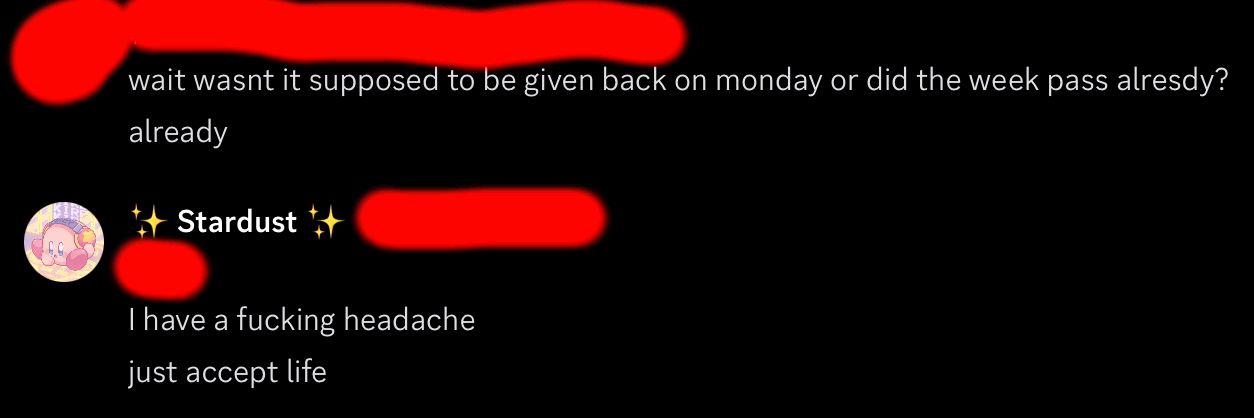 wait wasnt it supposed to be given back on monday or did the week pass alresdy?
already
✨ Stardust ✨
I have a fucking headache
just accept life